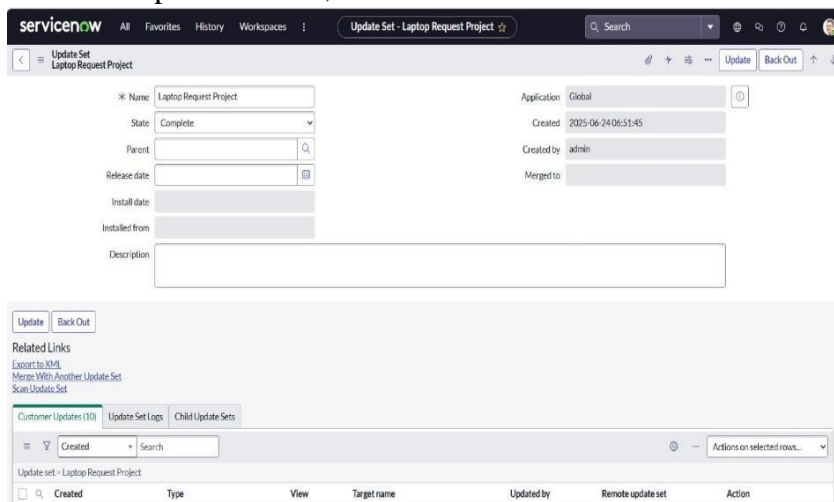 servicenow All Favorites History Workspaces Update Set - Laptop Request Project Search
Update Set
Laptop Request Project
Update Back Out
Name Laptop Request Project Application Global
State Complete Created 2025-06-24 06:51:45
Parent Created by admin
Release date Merged to
Install date
Installed from
Description
Update Back Out
Related Links
Export to XML
Merge With Another Update Set
Scan Update Set
Customer Updates (10) Update Set Logs Child Update Sets
Created Search Actions on selected rows...
Update set = Laptop Request Project
Created Type View Target name Updated by Remote update set Action